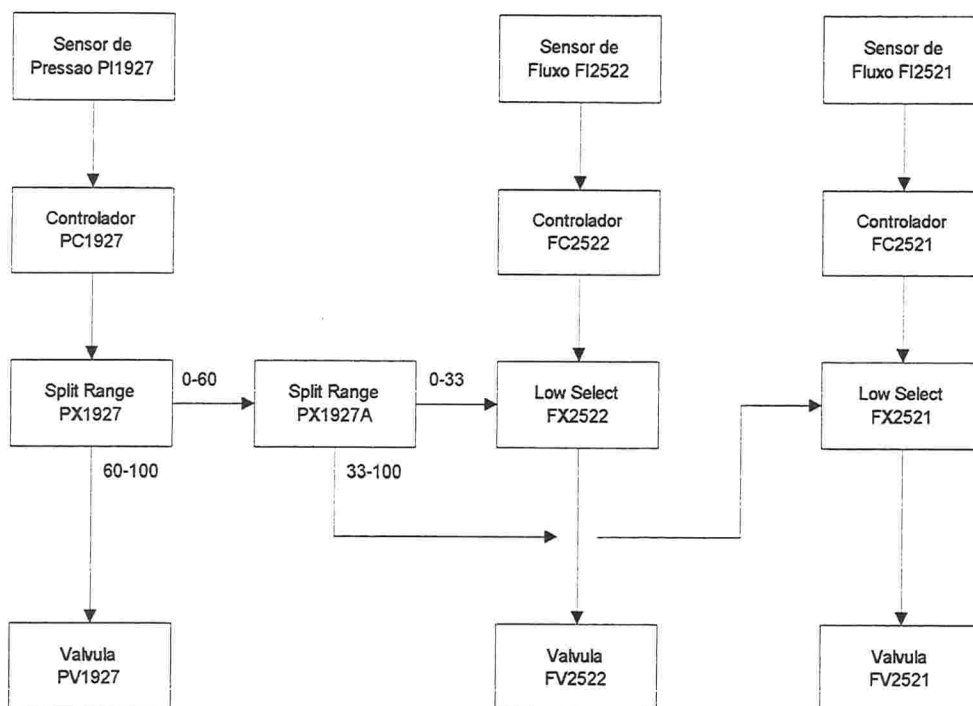 Sensor de
Pressao PI1927
Sensor de
Fluxo FI2522
Sensor de
Fluxo FI2521
Controlador
PC1927
Controlador
FC2522
Controlador
FC2521
Split Range
PX1927
0-60
Split Range
PX1927A
0-33
Low Select
FX2522
Low Select
FX2521
60-100
33-100
Valvula
PV1927
Valvula
FV2522
Valvula
FV2521